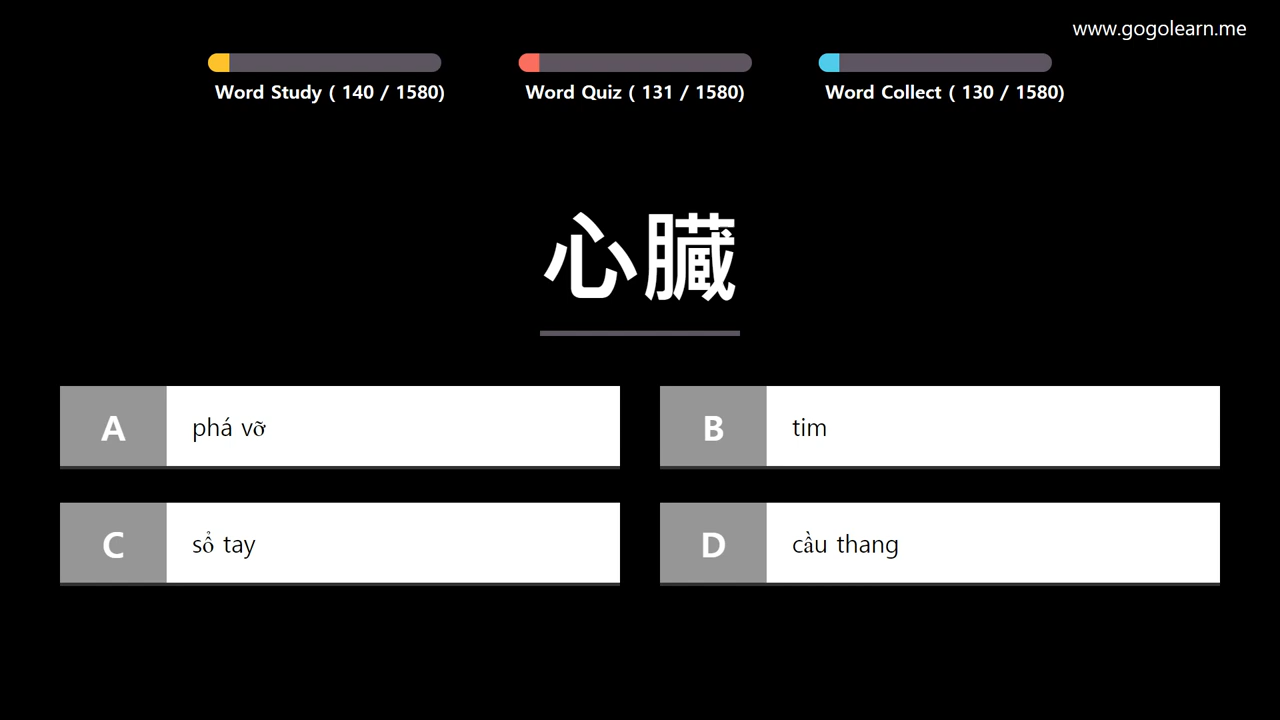 www.gogolearn.me
Word Study ( 140 / 1580)
Word Quiz ( 131 / 1580)
Word Collect ( 130 / 1580)
心臓
A phá vỡ
B tim
C sổ tay
D cầu thang